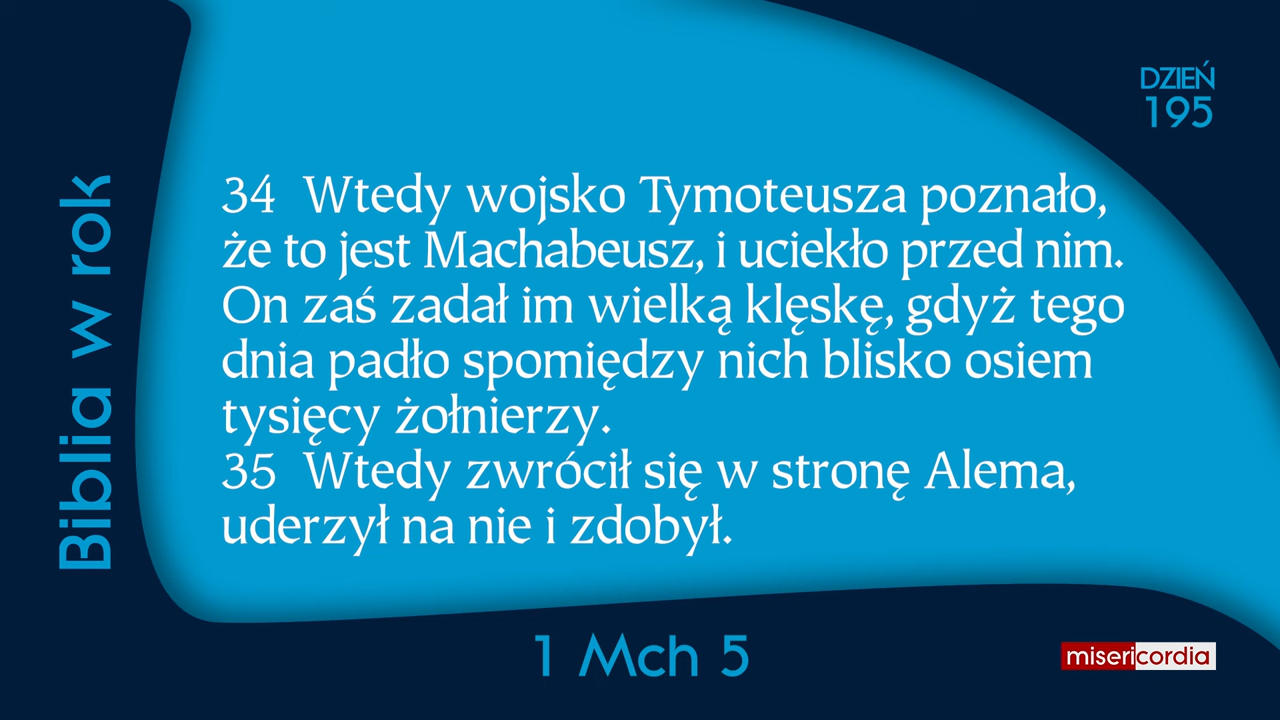 DZIEŃ
195
Biblia w rok
34 Wtedy wojsko Tymoteusza poznało,
że to jest Machabeusz, i uciekło przed nim.
On zaś zadał im wielką klęskę, gdyż tego
dnia padło spomiędzy nich blisko osiem
tysięcy żołnierzy.
35 Wtedy zwrócił się w stronę Alema,
uderzył na nie i zdobył.
1 Mch 5
misericordia